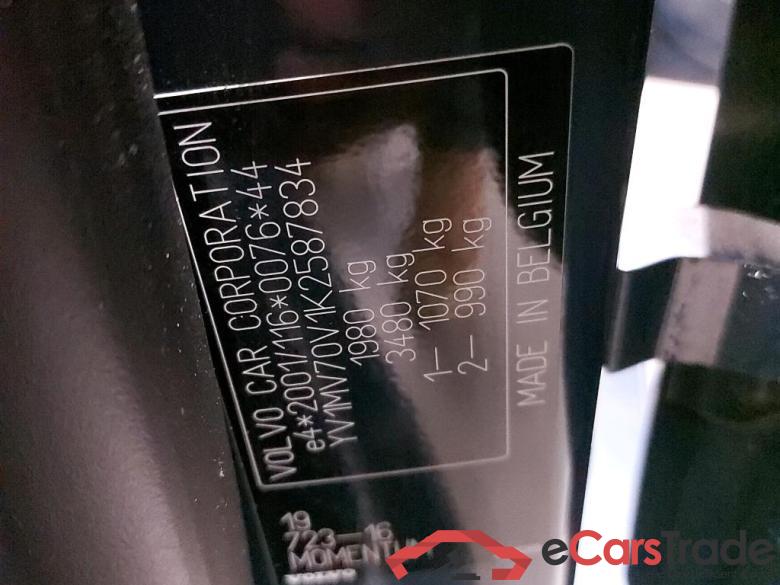 VOLVO CAR CORPORATION
e4*2001/116*0076*44
YV1MV70V1K2587834
1980 kg
3480 kg
1– 1070 kg
2– 990 kg
MADE IN BELGIUM
19
723–16
MOMENTUM
VOLVO
eCarsTrade